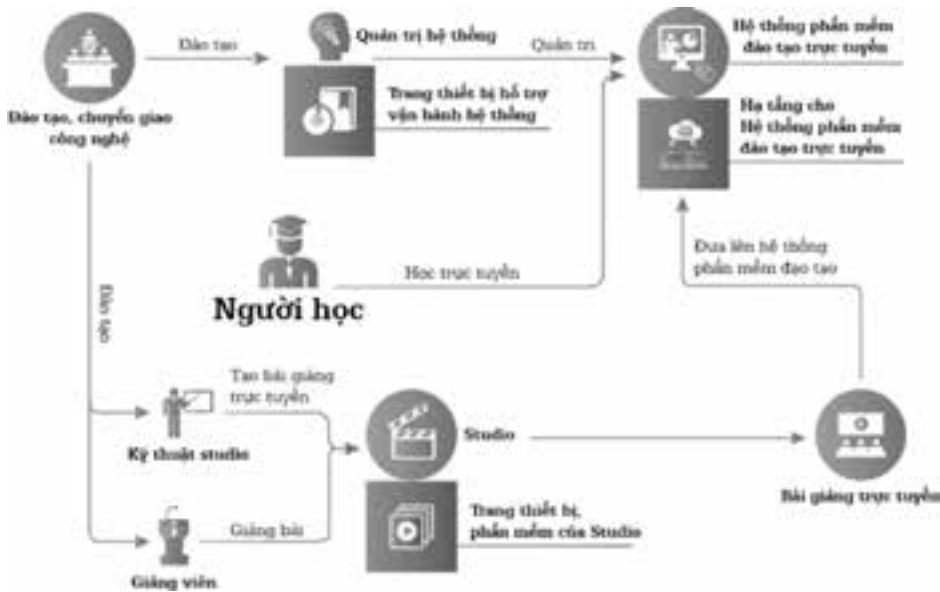 Đào tạo
Quản trị hệ thống
Quản trị
Hệ thống phần mềm
đào tạo trực tuyến
Trang thiết bị hỗ trợ
vận hành hệ thống
Đào tạo, chuyển giao
công nghệ
Hạ tầng cho
Hệ thống phần mềm
đào tạo trực tuyến
Đưa lên hệ thống
phần mềm đạo tạo
Học trực tuyến
Người học
Đào tạo
Tạo bài giảng
trực tuyến
Kỹ thuật studio
Studio
Bài giảng trực tuyến
Trang thiết bị,
phần mềm của Studio
Giảng bài
Giảng viên